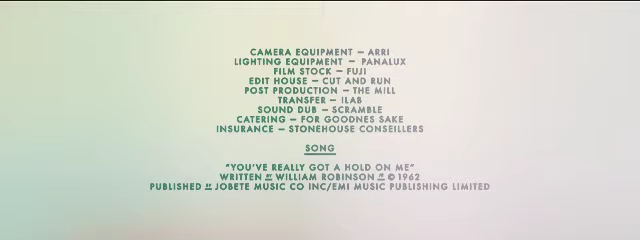 CAMERA EQUIPMENT – ARRI
LIGHTING EQUIPMENT – PANALUX
FILM STOCK – FUJI
EDIT HOUSE – CUT AND RUN
POST PRODUCTION – THE MILL
TRANSFER – ILAB
SOUND DUB – SCRAMBLE
CATERING – FOR GOODNES SAKE
INSURANCE – STONEHOUSE CONSEILLERS
SONG
"YOU'VE REALLY GOT A HOLD ON ME"
WRITTEN BY WILLIAM ROBINSON © 1962
PUBLISHED BY JOBETE MUSIC CO INC/EMI MUSIC PUBLISHING LIMITED